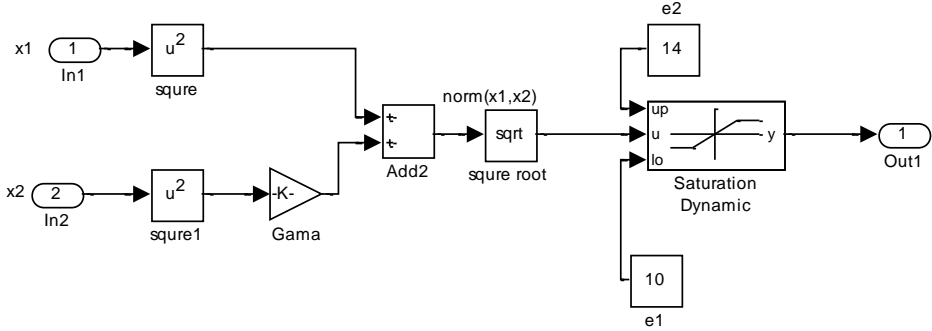 x1
1
In1
u2
squre
x2
2
In2
u2
squre1
-K-
Gama
+
+
Add2
norm(x1,x2)
sqrt
squre root
e2
14
up
u
lo
y
Saturation
Dynamic
10
e1
1
Out1